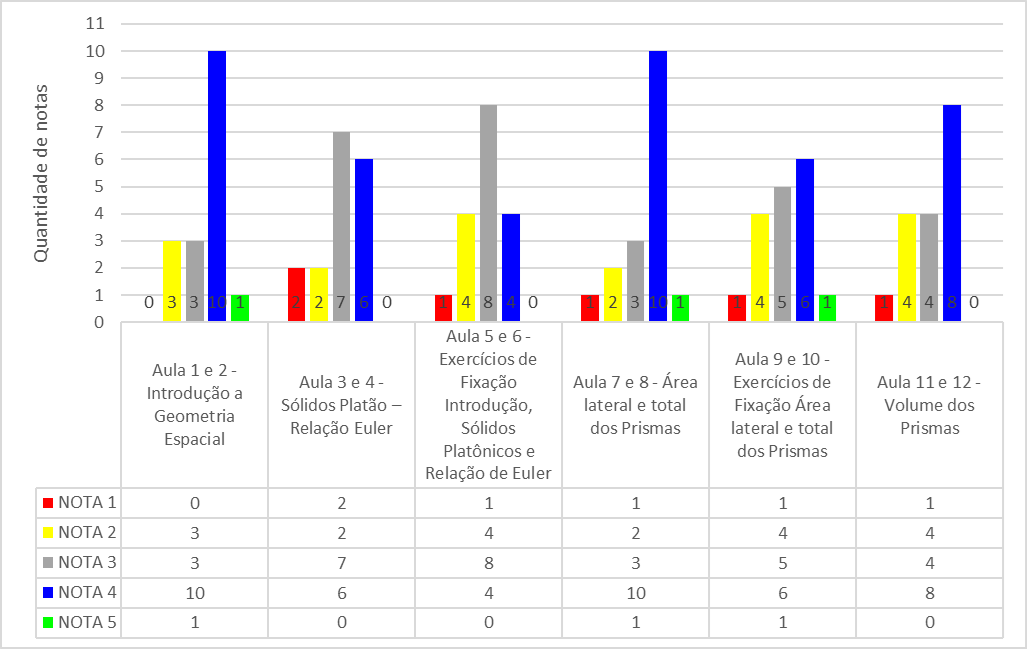 Quantidade de notas
11
10
9
8
7
6
5
4
3
2
1
0
0 3 3 10 1
2 2 7 6 0
1 4 8 4 0
1 2 3 10 1
1 4 5 6 1
1 4 4 8 0
Aula 1 e 2 -
Introdução a
Geometria
Espacial
Aula 3 e 4 -
Sólidos Platão –
Relação Euler
Aula 5 e 6 -
Exercícios de
Fixação
Introdução,
Sólidos
Platônicos e
Relação de Euler
Aula 7 e 8 - Área
lateral e total
dos Prismas
Aula 9 e 10 -
Exercícios de
Fixação Área
lateral e total
dos Prismas
Aula 11 e 12 -
Volume dos
Prismas
NOTA 1 0 2 1 1 1 1
NOTA 2 3 2 4 2 4 4
NOTA 3 3 7 8 3 5 4
NOTA 4 10 6 4 10 6 8
NOTA 5 1 0 0 1 1 0